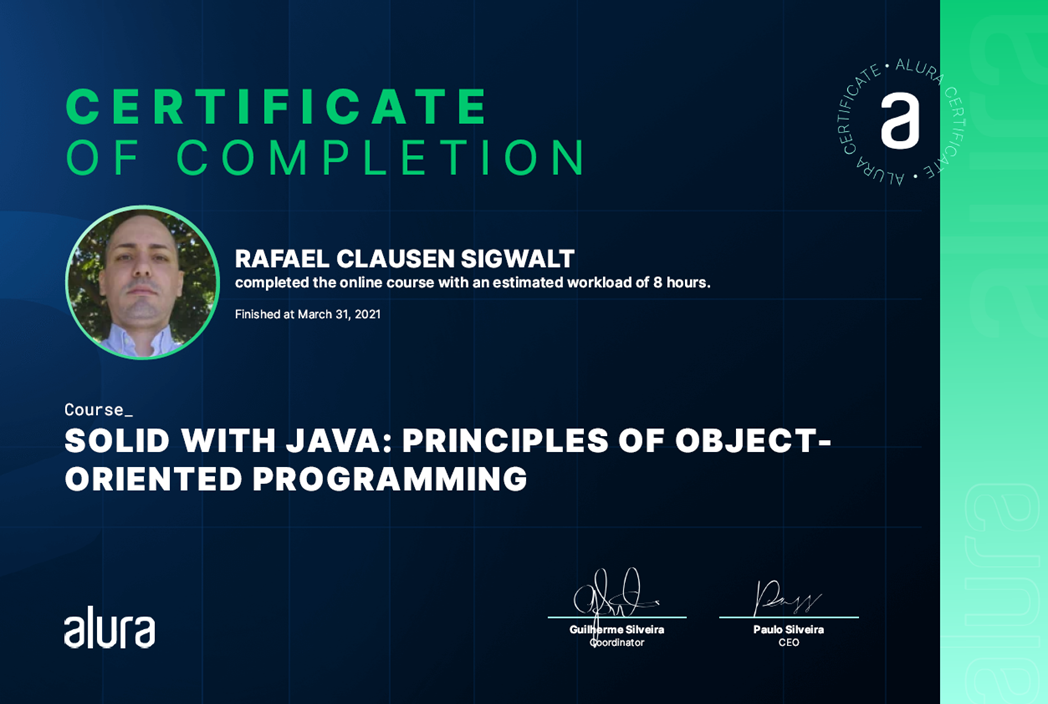 CERTIFICATE
OF COMPLETION
• ALURA CERTIFICATE • ALURA CERTIFICATE
a
RAFAEL CLAUSEN SIGWALT
completed the online course with an estimated workload of 8 hours.
Finished at March 31, 2021
Course_
SOLID WITH JAVA: PRINCIPLES OF OBJECT-
ORIENTED PROGRAMMING
alura
Guilherme Silveira
Coordinator
Paulo Silveira
CEO
alura
alura